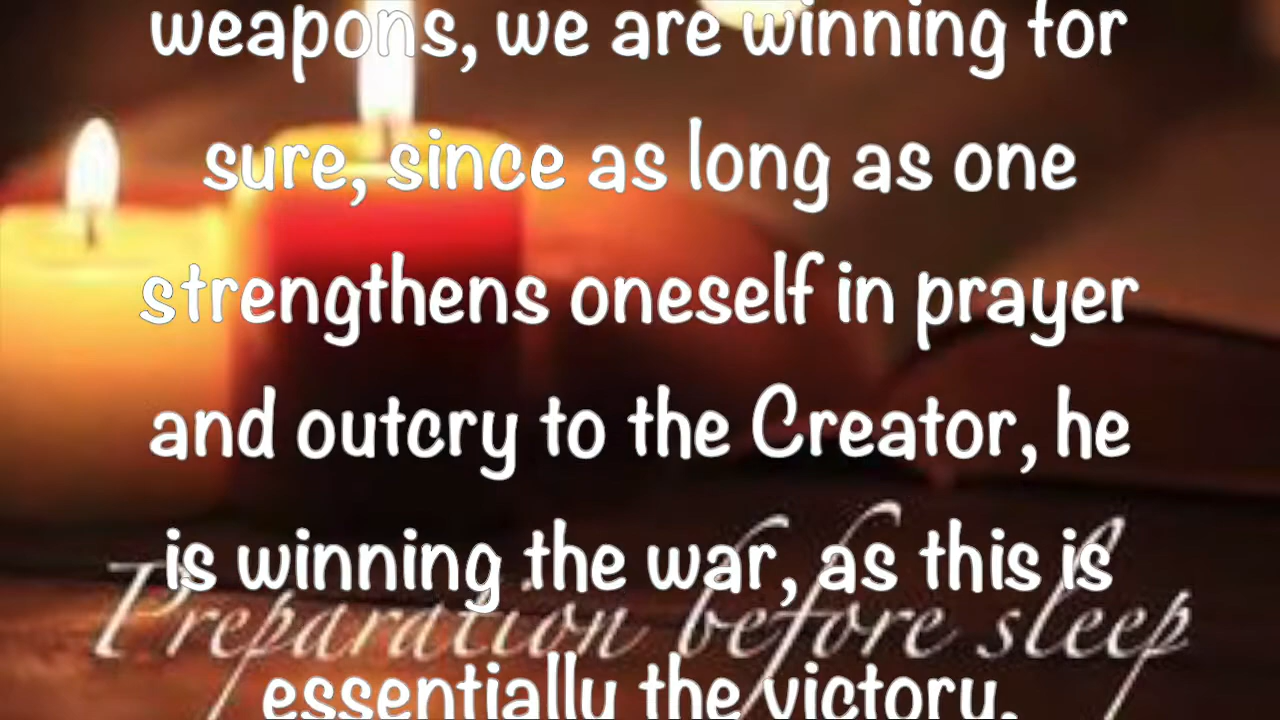 weapons, we are winning for
sure, since as long as one
strengthens oneself in prayer
and outcry to the Creator, he
is winning the war, as this is
Preparation before sleep
essentially the victory.